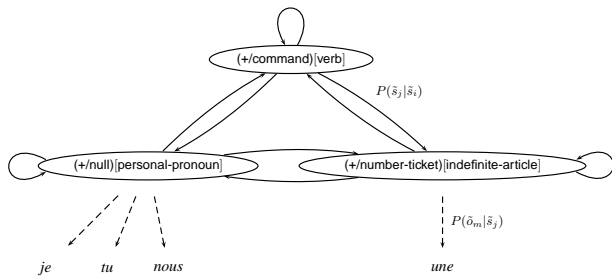 (+/command)[verb]
P(s̃ⱼ|s̃ᵢ)
(+/null)[personal-pronoun]
(+/number-ticket)[indefinite-article]
P(õₘ|s̃ⱼ)
je tu nous une